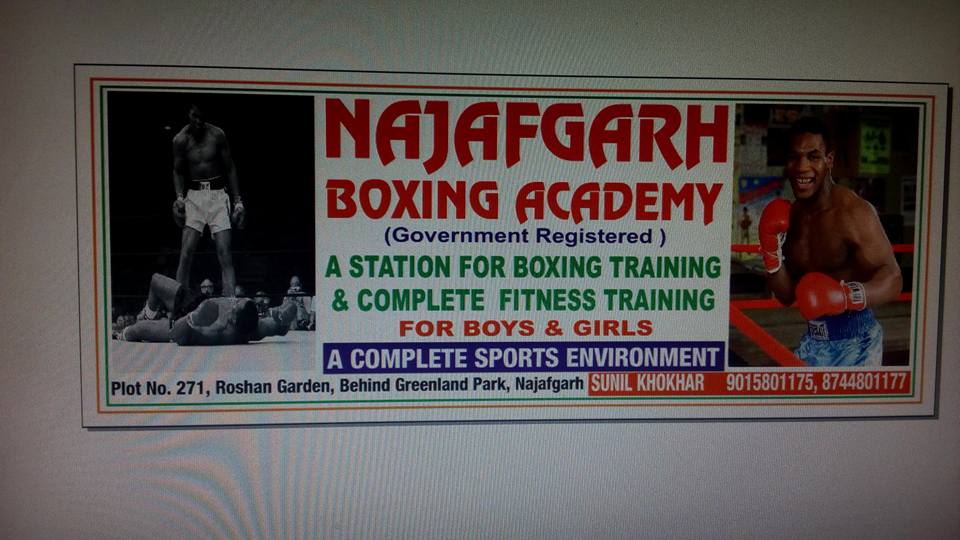 NAJAFGARH
BOXING ACADEMY
(Government Registered )
A STATION FOR BOXING TRAINING
& COMPLETE FITNESS TRAINING
FOR BOYS & GIRLS
A COMPLETE SPORTS ENVIRONMENT
Plot No. 271, Roshan Garden, Behind Greenland Park, Najafgarh SUNIL KHOKHAR 9015801175, 8744801177